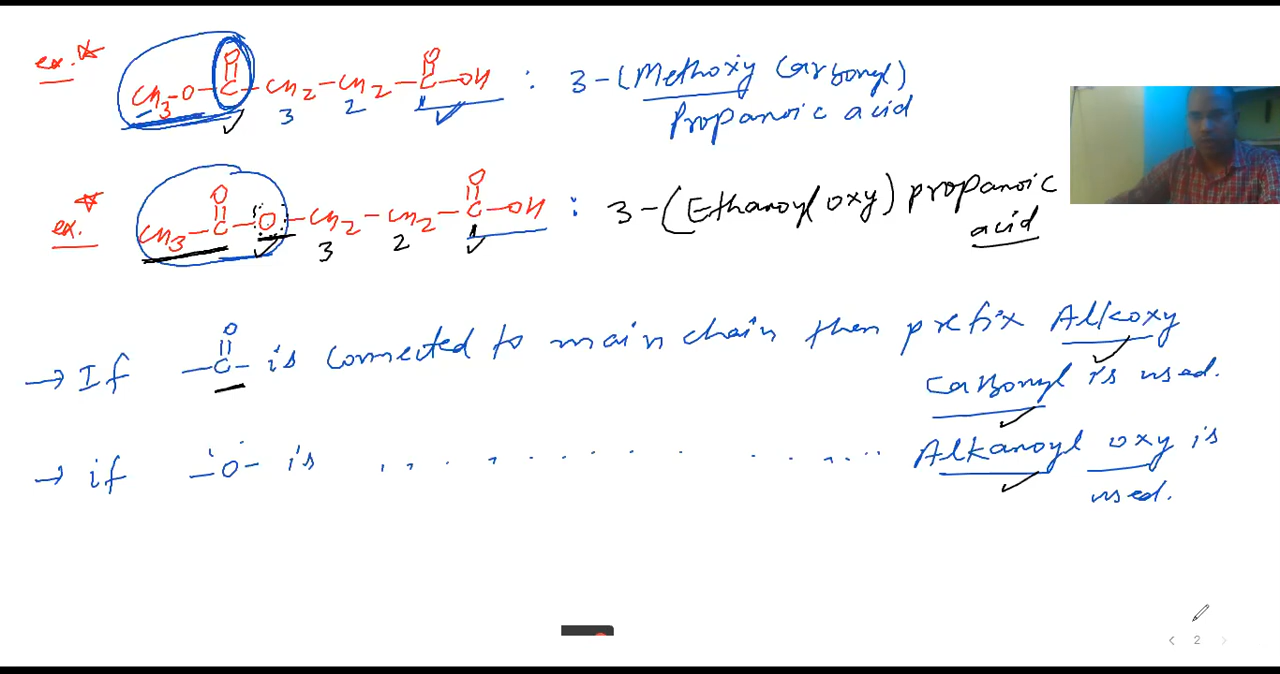 ex. CH3-O-C(=O)-CH2-CH2-C(=O)-OH : 3-(Methoxy Carbonyl)
3 2 1 Propanoic acid
ex. CH3-C(=O)-O-CH2-CH2-C(=O)-OH : 3-(Ethanoyl oxy) propanoic
3 2 1 acid
→ If -C(=O)- is connected to main chain then prefix Alkoxy
Carbonyl is used.
→ if -O- is .................... Alkanoyl oxy is
used.
< 2 >